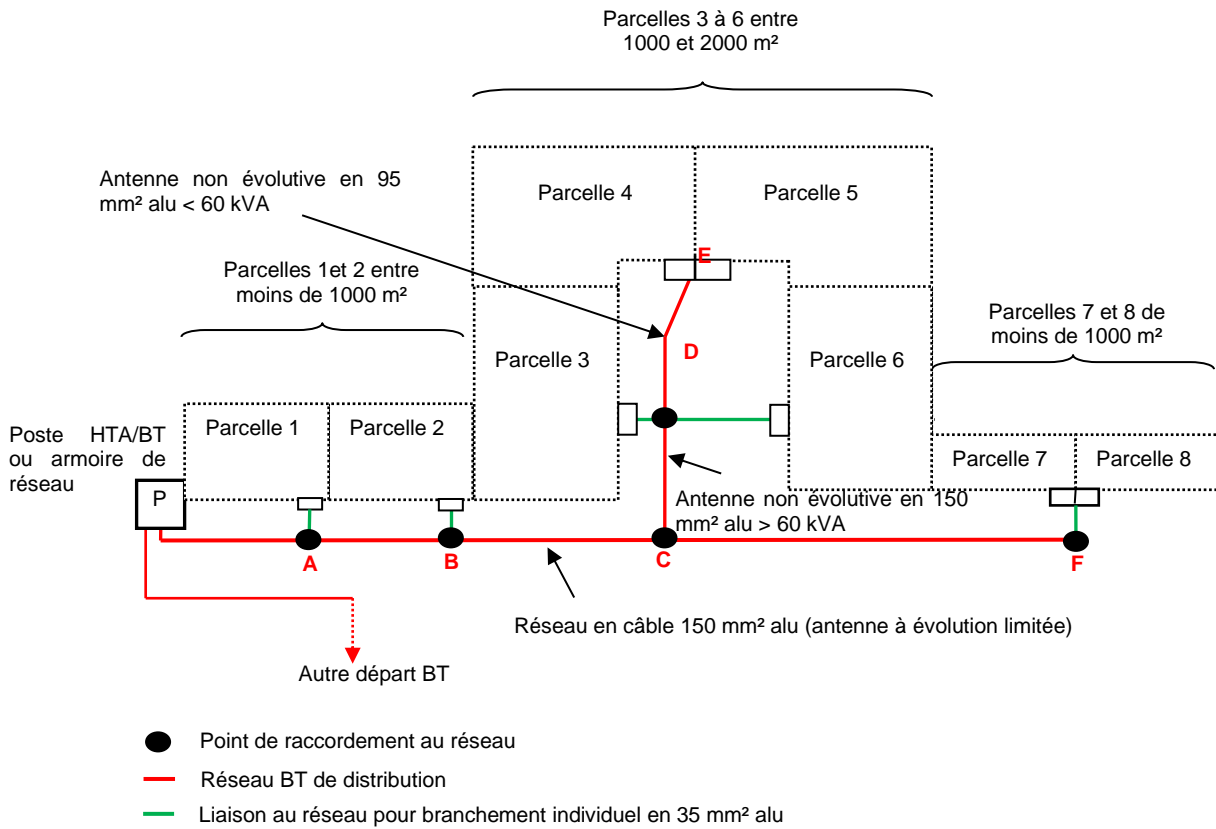 Parcelles 3 à 6 entre
1000 et 2000 m²
Antenne non évolutive en 95
mm² alu < 60 kVA
Parcelle 4
Parcelle 5
Parcelles 1et 2 entre
moins de 1000 m²
E
Parcelles 7 et 8 de
moins de 1000 m²
Parcelle 3
D
Parcelle 6
Poste HTA/BT
ou armoire de
réseau
Parcelle 1
Parcelle 2
Parcelle 7
Parcelle 8
P
Antenne non évolutive en 150
mm² alu > 60 kVA
A
B
C
F
Réseau en câble 150 mm² alu (antenne à évolution limitée)
Autre départ BT
Point de raccordement au réseau
Réseau BT de distribution
Liaison au réseau pour branchement individuel en 35 mm² alu